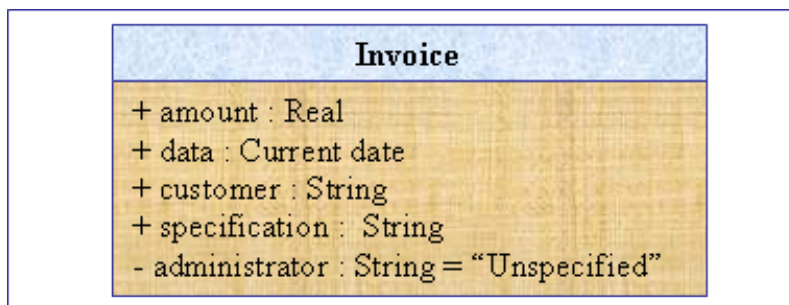 Invoice
+ amount : Real
+ data : Current date
+ customer : String
+ specification : String
- administrator : String = “Unspecified”